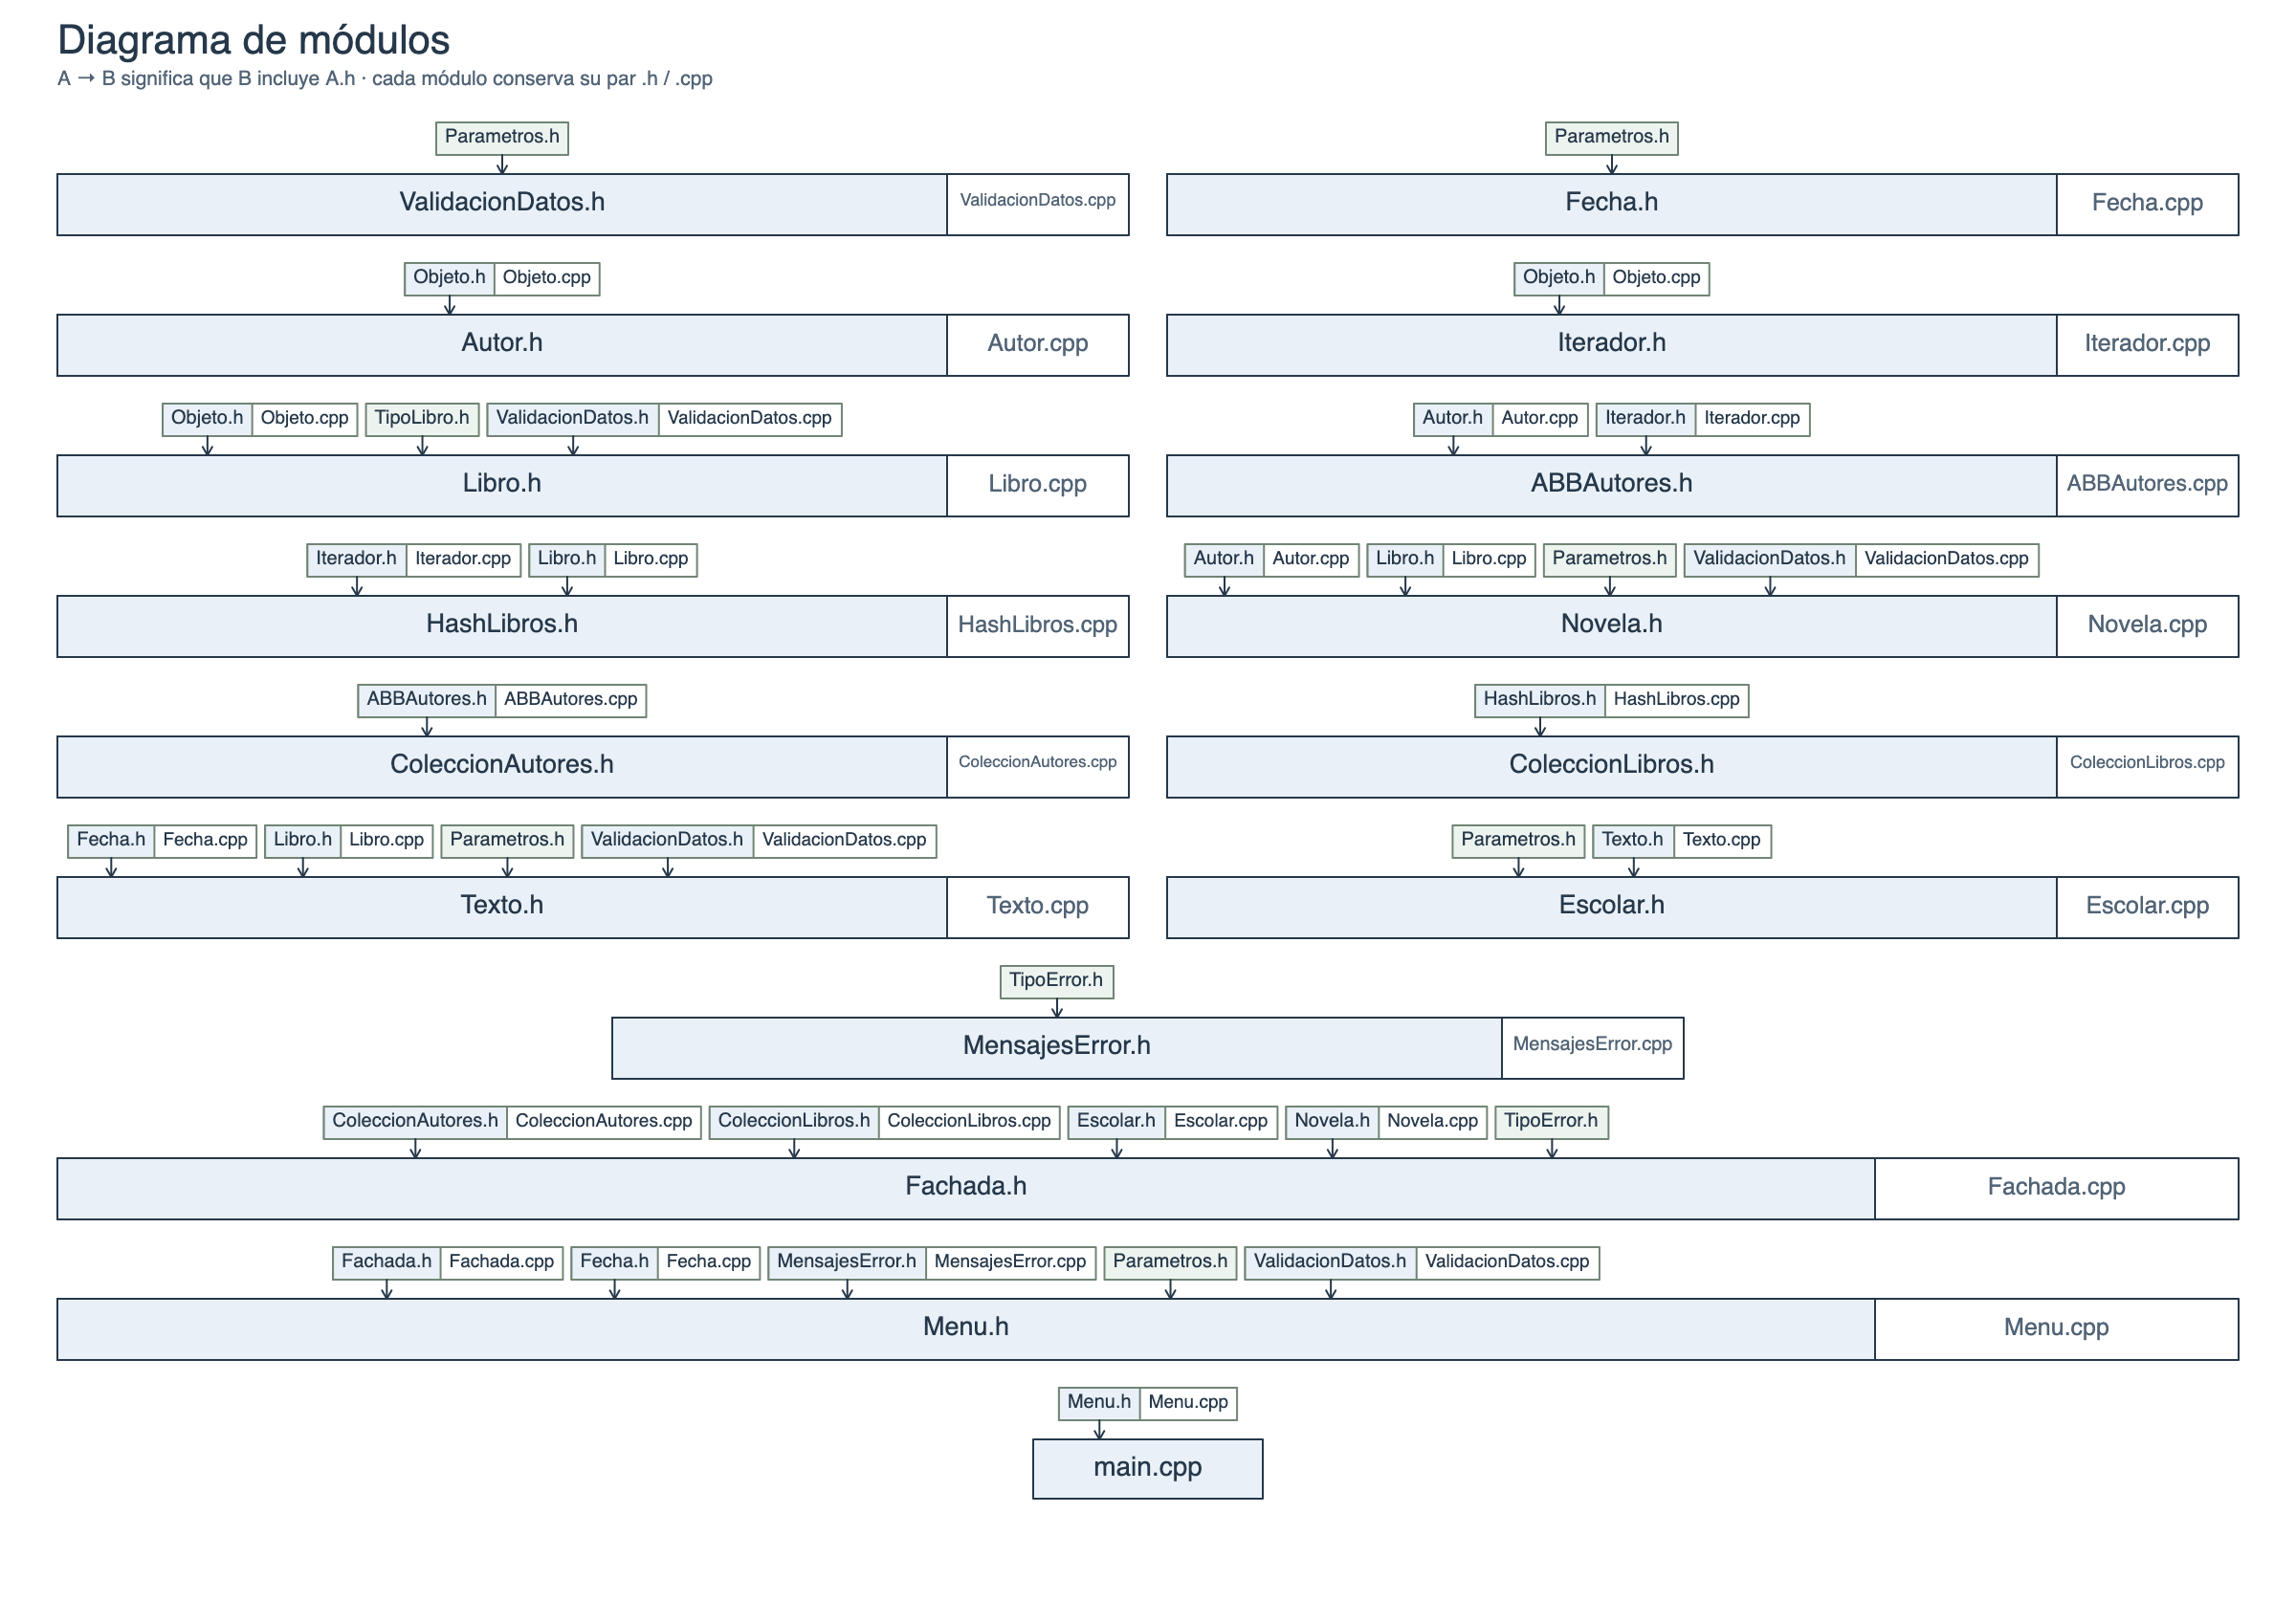 Diagrama de módulos
A → B significa que B incluye A.h · cada módulo conserva su par .h / .cpp
Parametros.h
ValidacionDatos.h ValidacionDatos.cpp
Parametros.h
Fecha.h Fecha.cpp
Objeto.h Objeto.cpp
Autor.h Autor.cpp
Objeto.h Objeto.cpp
Iterador.h Iterador.cpp
Objeto.h Objeto.cpp TipoLibro.h ValidacionDatos.h ValidacionDatos.cpp
Libro.h Libro.cpp
Autor.h Autor.cpp Iterador.h Iterador.cpp
ABBAutores.h ABBAutores.cpp
Iterador.h Iterador.cpp Libro.h Libro.cpp
HashLibros.h HashLibros.cpp
Autor.h Autor.cpp Libro.h Libro.cpp Parametros.h ValidacionDatos.h ValidacionDatos.cpp
Novela.h Novela.cpp
ABBAutores.h ABBAutores.cpp
ColeccionAutores.h ColeccionAutores.cpp
HashLibros.h HashLibros.cpp
ColeccionLibros.h ColeccionLibros.cpp
Fecha.h Fecha.cpp Libro.h Libro.cpp Parametros.h ValidacionDatos.h ValidacionDatos.cpp
Texto.h Texto.cpp
Parametros.h Texto.h Texto.cpp
Escolar.h Escolar.cpp
TipoError.h
MensajesError.h MensajesError.cpp
ColeccionAutores.h ColeccionAutores.cpp ColeccionLibros.h ColeccionLibros.cpp Escolar.h Escolar.cpp Novela.h Novela.cpp TipoError.h
Fachada.h Fachada.cpp
Fachada.h Fachada.cpp Fecha.h Fecha.cpp MensajesError.h MensajesError.cpp Parametros.h ValidacionDatos.h ValidacionDatos.cpp
Menu.h Menu.cpp
Menu.h Menu.cpp
main.cpp